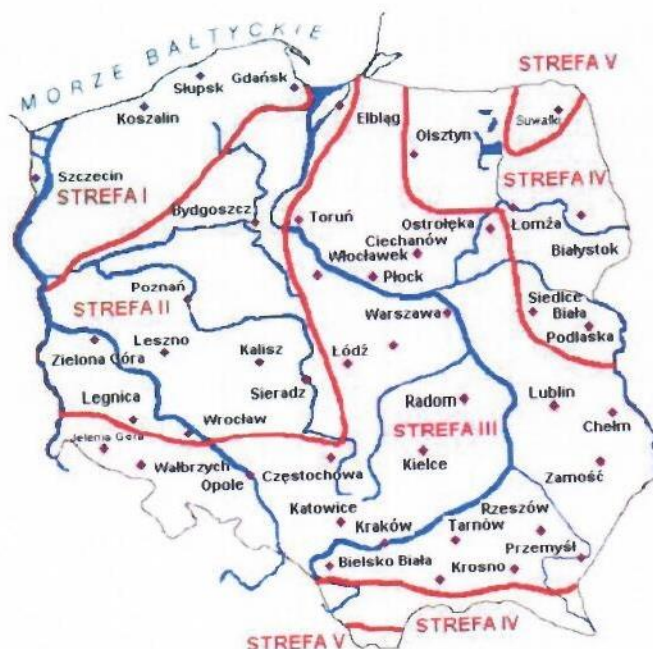 MORZE BAŁTYCKIE
STREFA V
Słupsk
Gdańsk
Koszalin
Elbląg
Suwałki
Olsztyn
Szczecin
STREFA I
STREFA IV
Bydgoszcz
Toruń
Ostrołęka
Łomża
Ciechanów
Białystok
Włocławek
Płock
Poznań
STREFA II
Siedlce
Warszawa
Biała
Podlaska
Leszno
Zielona Góra
Kalisz
Łódź
Sieradz
Legnica
Radom
Lublin
Wrocław
STREFA III
Chełm
Jelenia Góra
Wałbrzych
Częstochowa
Kielce
Opole
Zamość
Katowice
Rzeszów
Kraków
Tarnów
Przemyśl
Bielsko Biała
Krosno
STREFA IV
STREFA V